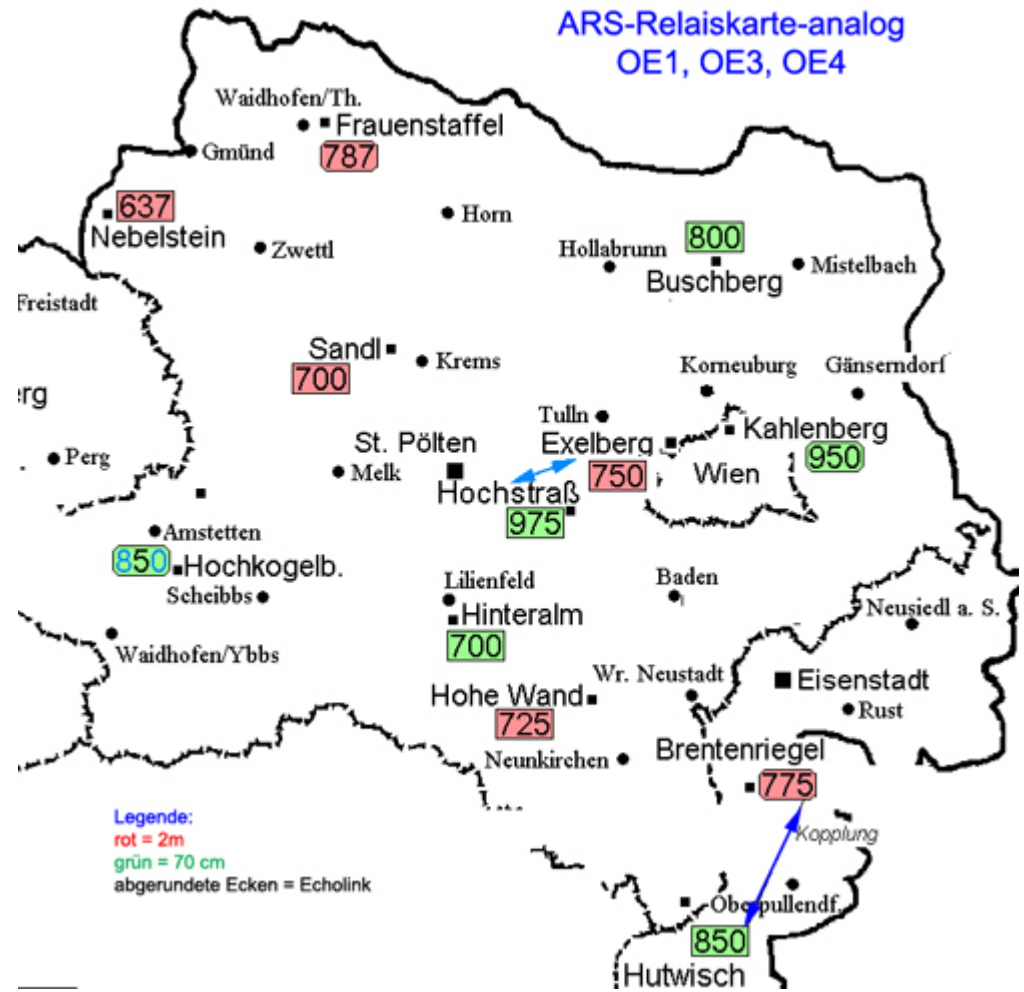 ARS-Relaiskarte-analog
OE1, OE3, OE4
Waidhofen/Th.
Frauenstaffel
787
Gmünd
637
Nebelstein
Horn
Zwettl
Hollabrunn
800
Buschberg
Mistelbach
Freistadt
Sandl
700
Krems
Korneuburg
Gänserndorf
rg
Tulln
Kahlenberg
950
St. Pölten
Exelberg
750
Wien
Perg
Melk
Hochstraß
975
Amstetten
850
Hochkogelb.
Scheibbs
Lilienfeld
Hinteralm
700
Baden
Neusiedl a. S.
Waidhofen/Ybbs
Wr. Neustadt
Eisenstadt
Rust
Hohe Wand
725
Neunkirchen
Brentenriegel
775
Kopplung
Legende:
rot = 2m
grün = 70 cm
abgerundete Ecken = Echolink
Oberpullendf.
850
Hutwisch